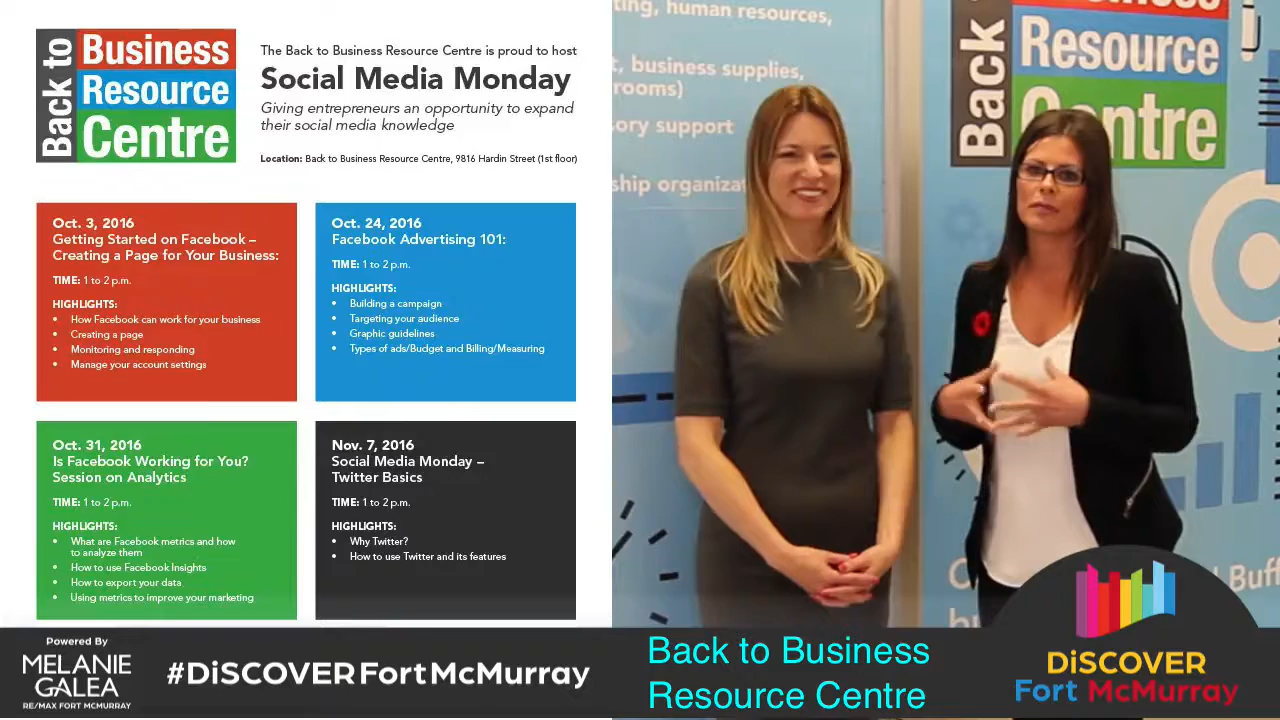 Back to
Business
Resource
Centre
The Back to Business Resource Centre is proud to host
Social Media Monday
Giving entrepreneurs an opportunity to expand
their social media knowledge
Location: Back to Business Resource Centre, 9816 Hardin Street (1st floor)
Oct. 3, 2016
Getting Started on Facebook –
Creating a Page for Your Business:
TIME: 1 to 2 p.m.
HIGHLIGHTS:
• How Facebook can work for your business
• Creating a page
• Monitoring and responding
• Manage your account settings
Oct. 24, 2016
Facebook Advertising 101:
TIME: 1 to 2 p.m.
HIGHLIGHTS:
• Building a campaign
• Targeting your audience
• Graphic guidelines
• Types of ads/Budget and Billing/Measuring
Oct. 31, 2016
Is Facebook Working for You?
Session on Analytics
TIME: 1 to 2 p.m.
HIGHLIGHTS:
• What are Facebook metrics and how
to analyze them
• How to use Facebook Insights
• How to export your data
• Using metrics to improve your marketing
Nov. 7, 2016
Social Media Monday –
Twitter Basics
TIME: 1 to 2 p.m.
HIGHLIGHTS:
• Why Twitter?
• How to use Twitter and its features
human resources,
business supplies,
rooms)
support
Back
Business
Resource
Centre
Powered By
MELANIE
GALEA
RE/MAX FORT MCMURRAY
#DiSCOVERFortMcMurray
Back to Business
Resource Centre
DiSCOVER
Fort McMurray